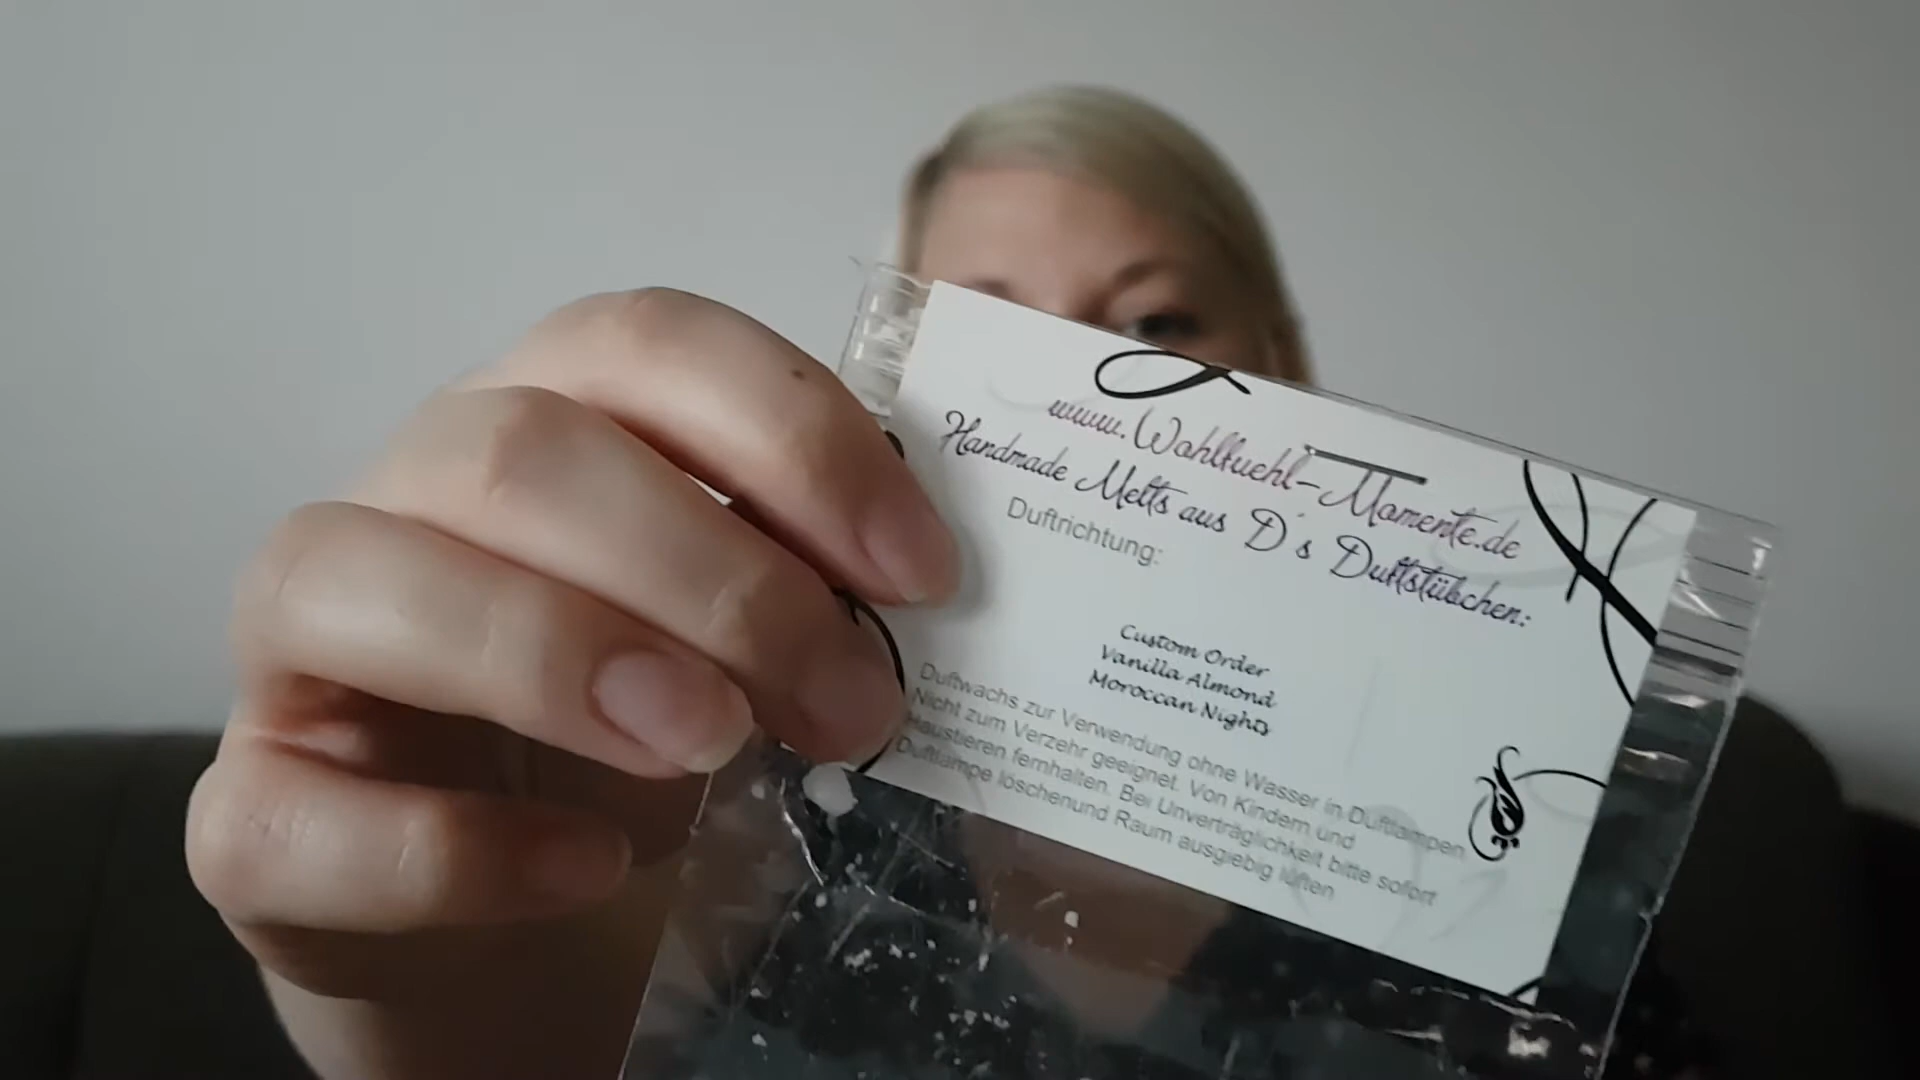 www.Wohlfuehl-Momente.de
Handmade Melts aus D´s Duftstübchen:
Duftrichtung:
Custom Order
Vanilla Almond
Moroccan Nights
Duftwachs zur Verwendung ohne Wasser in Duftlampen
Nicht zum Verzehr geeignet. Von Kindern und
Haustieren fernhalten. Bei Unverträglichkeit bitte sofort
Duftlampe löschenund Raum ausgiebig lüften